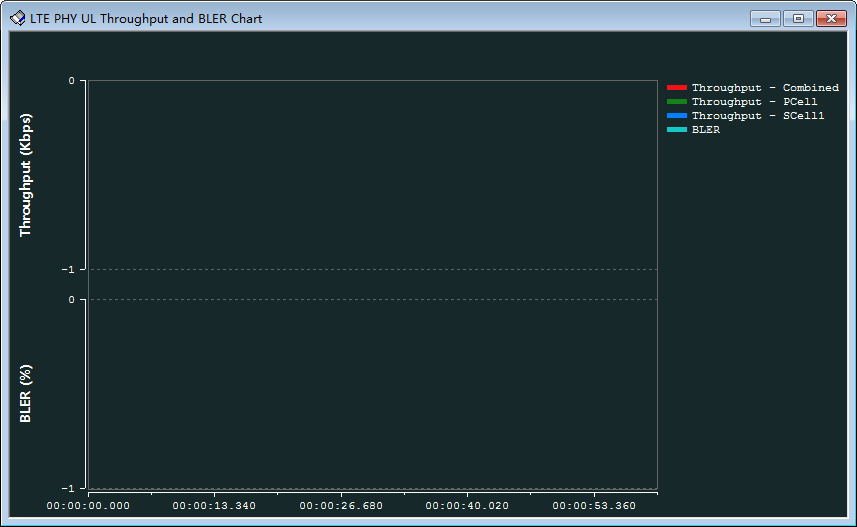 LTE PHY UL Throughput and BLER Chart
0
Throughput (Kbps)
-1
0
BLER (%)
-1
00:00:00.000 00:00:13.340 00:00:26.680 00:00:40.020 00:00:53.360
Throughput - Combined
Throughput - PCell
Throughput - SCell1
BLER